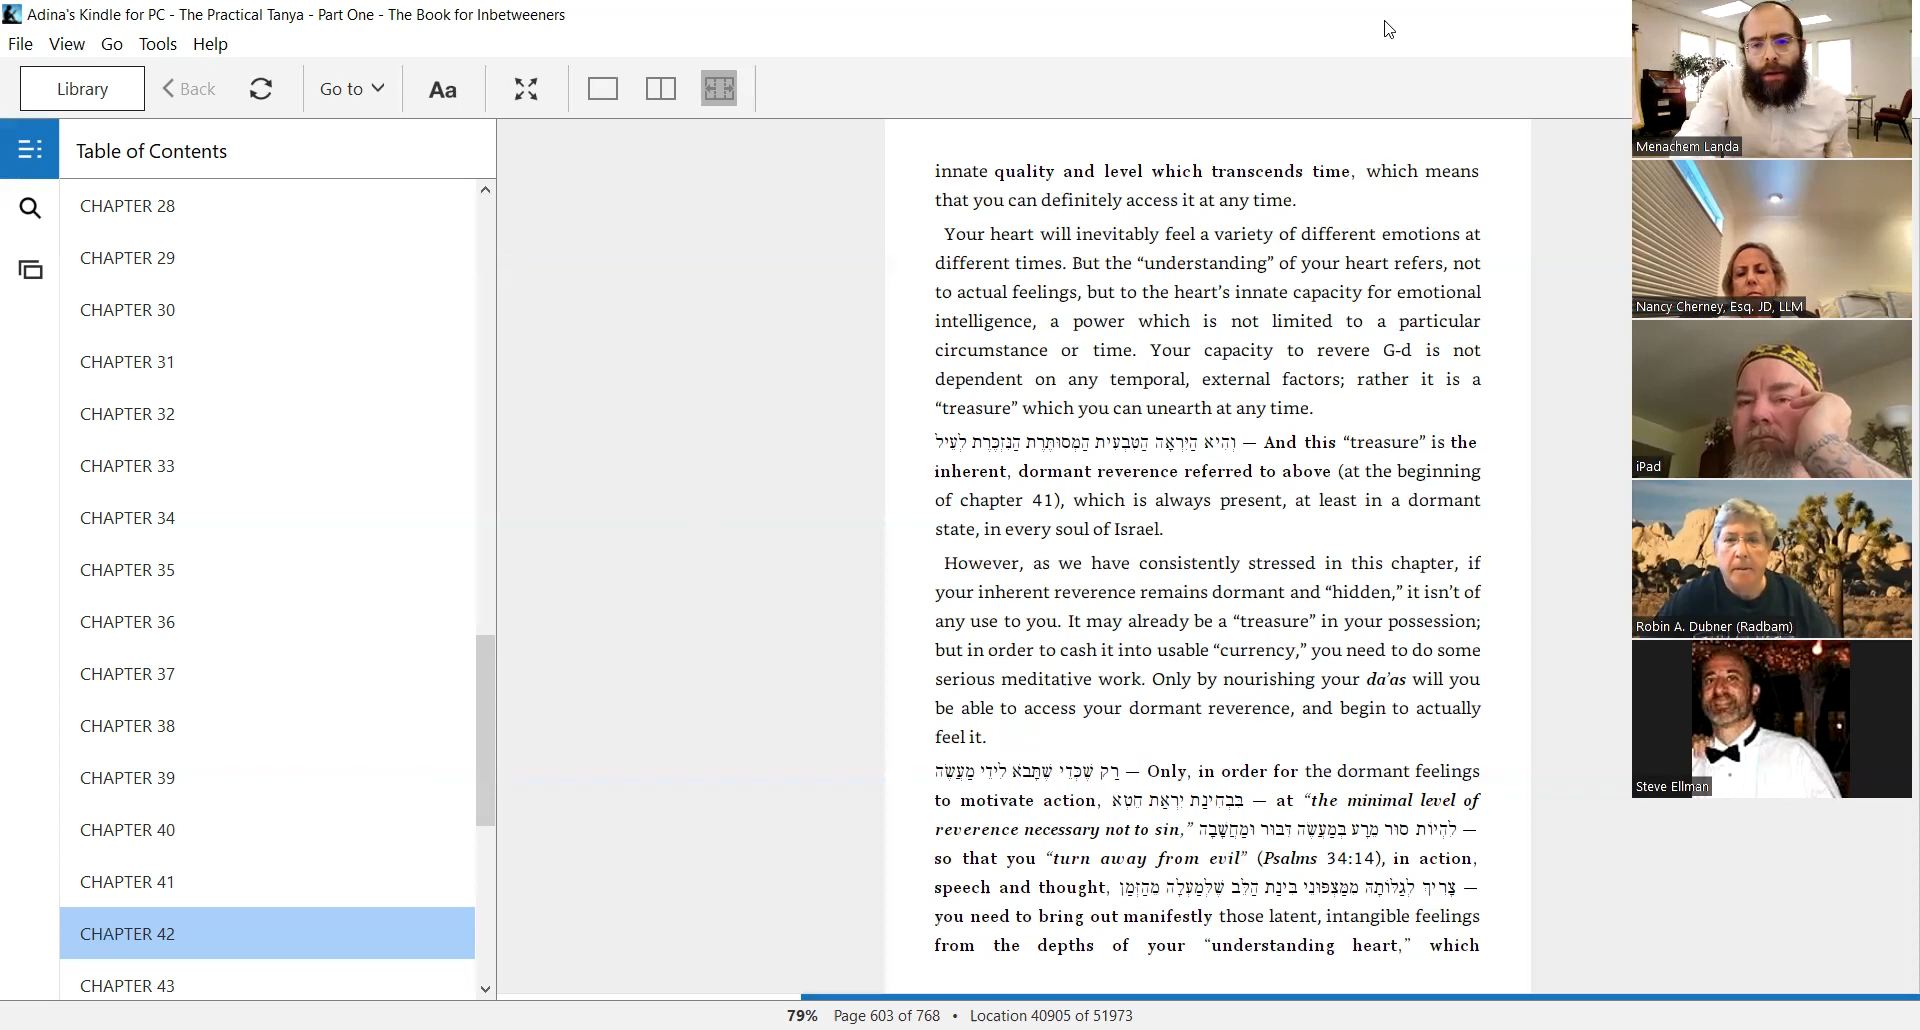 Adina's Kindle for PC - The Practical Tanya - Part One - The Book for Inbetweeners
File View Go Tools Help
Library Back Go to Aa
Table of Contents
CHAPTER 28
CHAPTER 29
CHAPTER 30
CHAPTER 31
CHAPTER 32
CHAPTER 33
CHAPTER 34
CHAPTER 35
CHAPTER 36
CHAPTER 37
CHAPTER 38
CHAPTER 39
CHAPTER 40
CHAPTER 41
CHAPTER 42
CHAPTER 43
innate quality and level which transcends time, which means
that you can definitely access it at any time.
Your heart will inevitably feel a variety of different emotions at
different times. But the “understanding” of your heart refers, not
to actual feelings, but to the heart’s innate capacity for emotional
intelligence, a power which is not limited to a particular
circumstance or time. Your capacity to revere G-d is not
dependent on any temporal, external factors; rather it is a
“treasure” which you can unearth at any time.
וְהִיא הַיִּרְאָה הַטִּבְעִית הַמְסוּתֶּרֶת הַנִּזְכֶּרֶת לְעֵיל — And this “treasure” is the
inherent, dormant reverence referred to above (at the beginning
of chapter 41), which is always present, at least in a dormant
state, in every soul of Israel.
However, as we have consistently stressed in this chapter, if
your inherent reverence remains dormant and “hidden,” it isn’t of
any use to you. It may already be a “treasure” in your possession;
but in order to cash it into usable “currency,” you need to do some
serious meditative work. Only by nourishing your da’as will you
be able to access your dormant reverence, and begin to actually
feel it.
רַק שֶׁכְּדֵי שֶׁתָּבֹא לִידֵי מַעֲשֶׂה — Only, in order for the dormant feelings
to motivate action, בִּבְחִינַת יִרְאַת חֵטְא — at “the minimal level of
reverence necessary not to sin,” לִהְיוֹת סוּר מֵרָע בְּמַעֲשֶׂה דִּבּוּר וּמַחֲשָׁבָה —
so that you “turn away from evil” (Psalms 34:14), in action,
speech and thought, צָרִיךְ לְגַלּוֹתָהּ מִמַּצְפּוּנֵי בִּינַת הַלֵּב שֶׁלְּמַעְלָה מֵהַזְּמַן —
you need to bring out manifestly those latent, intangible feelings
from the depths of your “understanding heart,” which
79% Page 603 of 768 • Location 40905 of 51973
Menachem Landa
Nancy Cherney, Esq. JD, LLM
iPad
Robin A. Dubner (Radbam)
Steve Ellman